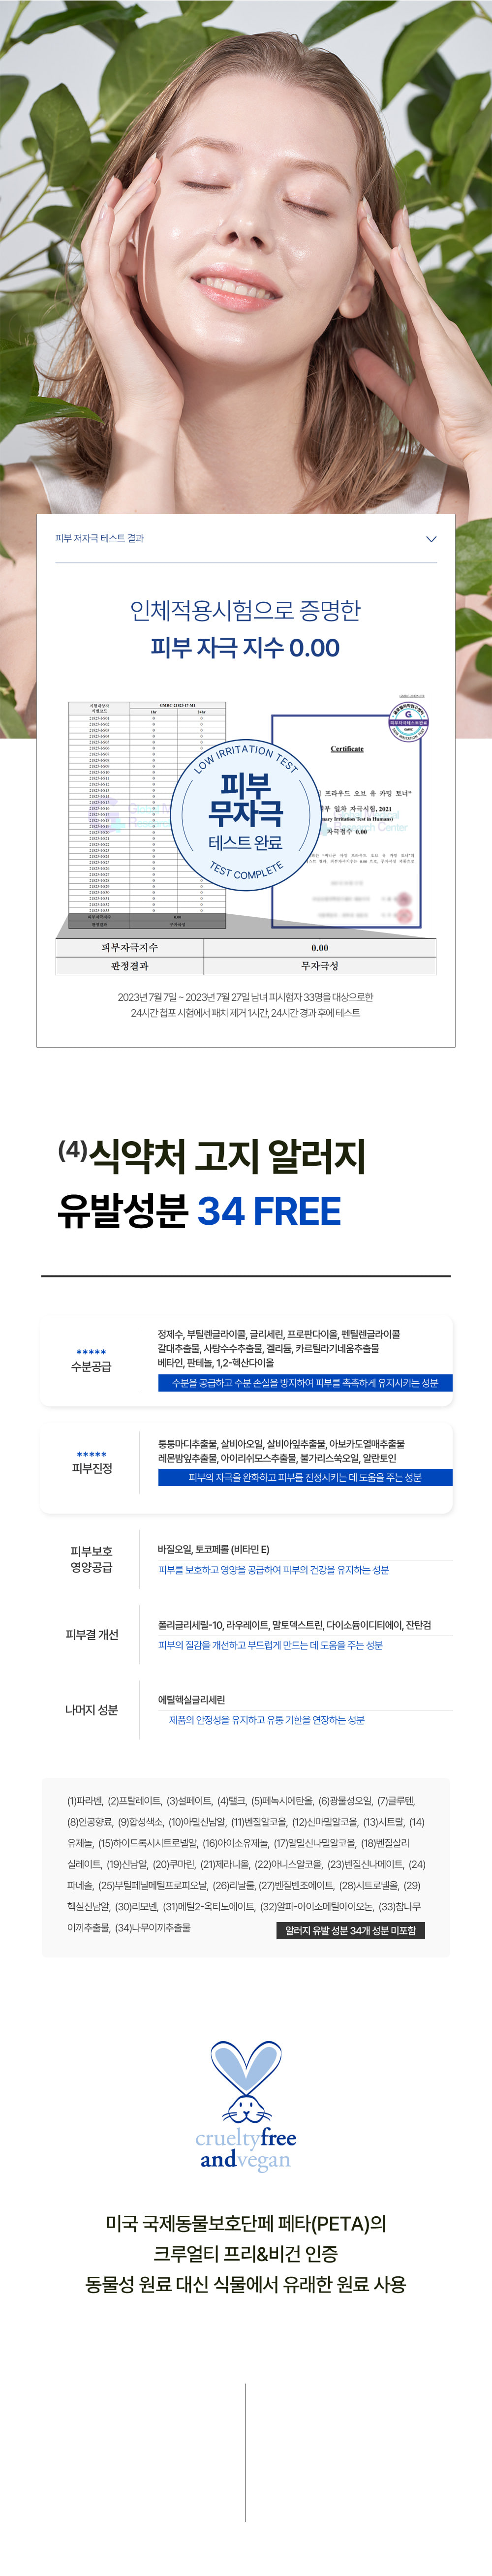 피부 저자극 테스트 결과
인체적용시험으로 증명한
피부 자극 지수 0.00
시험대상자
식별코드
GMRC-21025-I7-M1
1hr
24hr
Certificate
자극점수 0.00
LOW IRRITATION TEST
피부
무자극
테스트 완료
TEST COMPLETE
피부자극지수 0.00
판정결과 무자극성
2023년 7월 7일 ~ 2023년 7월 27일 남녀 피시험자 33명을 대상으로한
24시간 첩포 시험에서 패치 제거 1시간, 24시간 경과 후에 테스트
(4)식약처 고지 알러지
유발성분 34 FREE
*****
수분공급
정제수, 부틸렌글라이콜, 글리세린, 프로판다이올, 펜틸렌글라이콜
갈대추출물, 사탕수수추출물, 겔리듐, 카르틸라기네움추출물
베타인, 판테놀, 1,2-헥산다이올
수분을 공급하고 수분 손실을 방지하여 피부를 촉촉하게 유지시키는 성분
*****
피부진정
통통마디추출물, 살비아오일, 살비아잎추출물, 아보카도열매추출물
레몬밤잎추출물, 아이리쉬모스추출물, 불가리스쑥오일, 알란토인
피부의 자극을 완화하고 피부를 진정시키는 데 도움을 주는 성분
피부보호
영양공급
바질오일, 토코페롤 (비타민 E)
피부를 보호하고 영양을 공급하여 피부의 건강을 유지하는 성분
피부결 개선
폴리글리세릴-10, 라우레이트, 말토덱스트린, 다이소듐이디티에이, 잔탄검
피부의 질감을 개선하고 부드럽게 만드는 데 도움을 주는 성분
나머지 성분
에틸헥실글리세린
제품의 안정성을 유지하고 유통 기한을 연장하는 성분
(1)파라벤, (2)프탈레이트, (3)설페이트, (4)탤크, (5)페녹시에탄올, (6)광물성오일, (7)글루텐,
(8)인공향료, (9)합성색소, (10)아밀신남알, (11)벤질알코올, (12)신마밀알코올, (13)시트랄, (14)
유제놀, (15)하이드록시시트로넬알, (16)아이소유제놀, (17)알밀신나밀알코올, (18)벤질살리
실레이트, (19)신남알, (20)쿠마린, (21)제라니올, (22)아니스알코올, (23)벤질신나메이트, (24)
파네솔, (25)부틸페닐메틸프로피오날, (26)리날룰, (27)벤질벤조에이트, (28)시트로넬올, (29)
헥실신남알, (30)리모넨, (31)메틸2-옥티노에이트, (32)알파-아이소메틸아이오논, (33)참나무
이끼추출물, (34)나무이끼추출물
알러지 유발 성분 34개 성분 미포함
crueltyfree
andvegan
미국 국제동물보호단페 페타(PETA)의
크루얼티 프리&비건 인증
동물성 원료 대신 식물에서 유래한 원료 사용